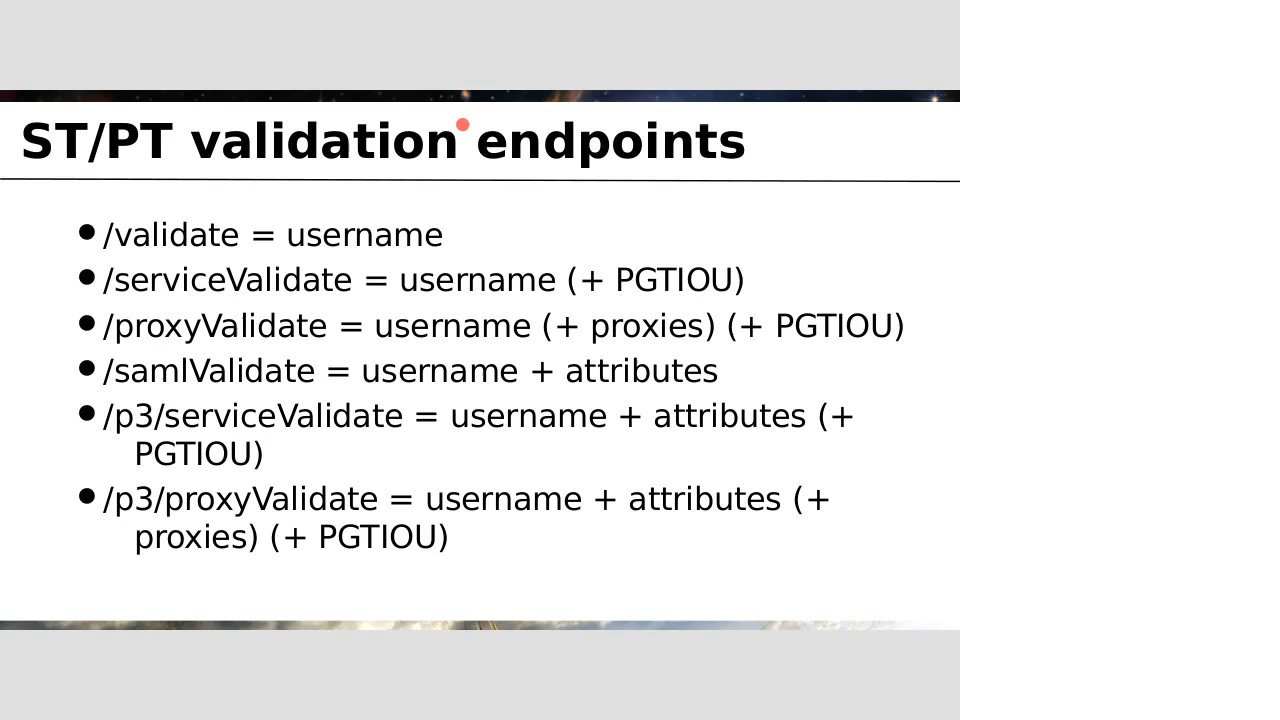 ST/PT validation endpoints
●/validate = username
●/serviceValidate = username (+ PGTIOU)
●/proxyValidate = username (+ proxies) (+ PGTIOU)
●/samlValidate = username + attributes
●/p3/serviceValidate = username + attributes (+
PGTIOU)
●/p3/proxyValidate = username + attributes (+
proxies) (+ PGTIOU)